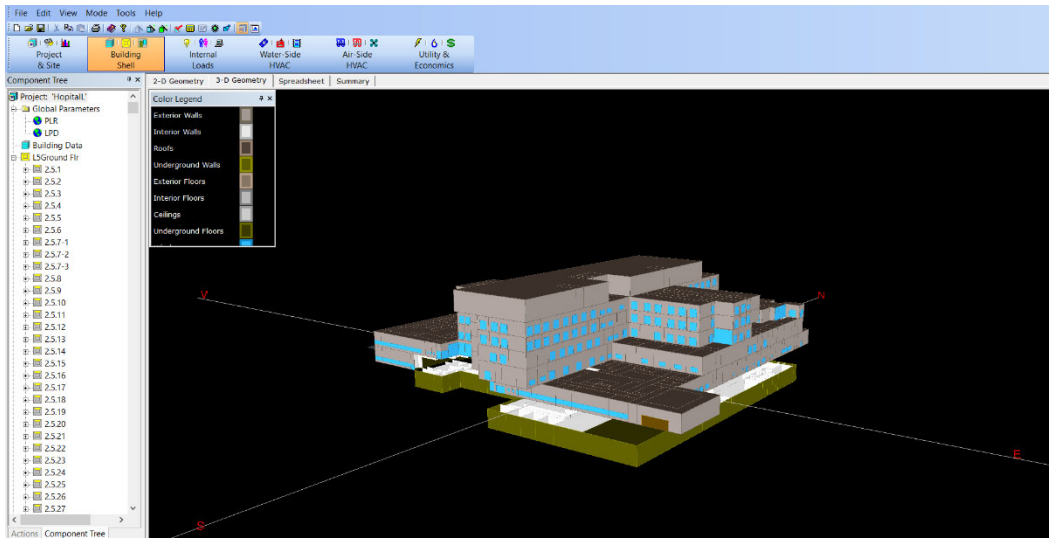 File Edit View Mode Tools Help
Project & Site
Building Shell
Internal Loads
Water-Side HVAC
Air-Side HVAC
Utility & Economics
Component Tree
2-D Geometry 3-D Geometry Spreadsheet Summary
Project: 'HopitalL'
Global Parameters
PLR
LPD
Building Data
L5Ground Flr
2.5.1
2.5.2
2.5.3
2.5.4
2.5.5
2.5.6
2.5.7-1
2.5.7-2
2.5.7-3
2.5.8
2.5.9
2.5.10
2.5.11
2.5.12
2.5.13
2.5.14
2.5.15
2.5.16
2.5.17
2.5.18
2.5.19
2.5.20
2.5.21
2.5.22
2.5.23
2.5.24
2.5.25
2.5.26
2.5.27
Actions Component Tree
Color Legend
Exterior Walls
Interior Walls
Roofs
Underground Walls
Exterior Floors
Interior Floors
Ceilings
Underground Floors
N
E
S